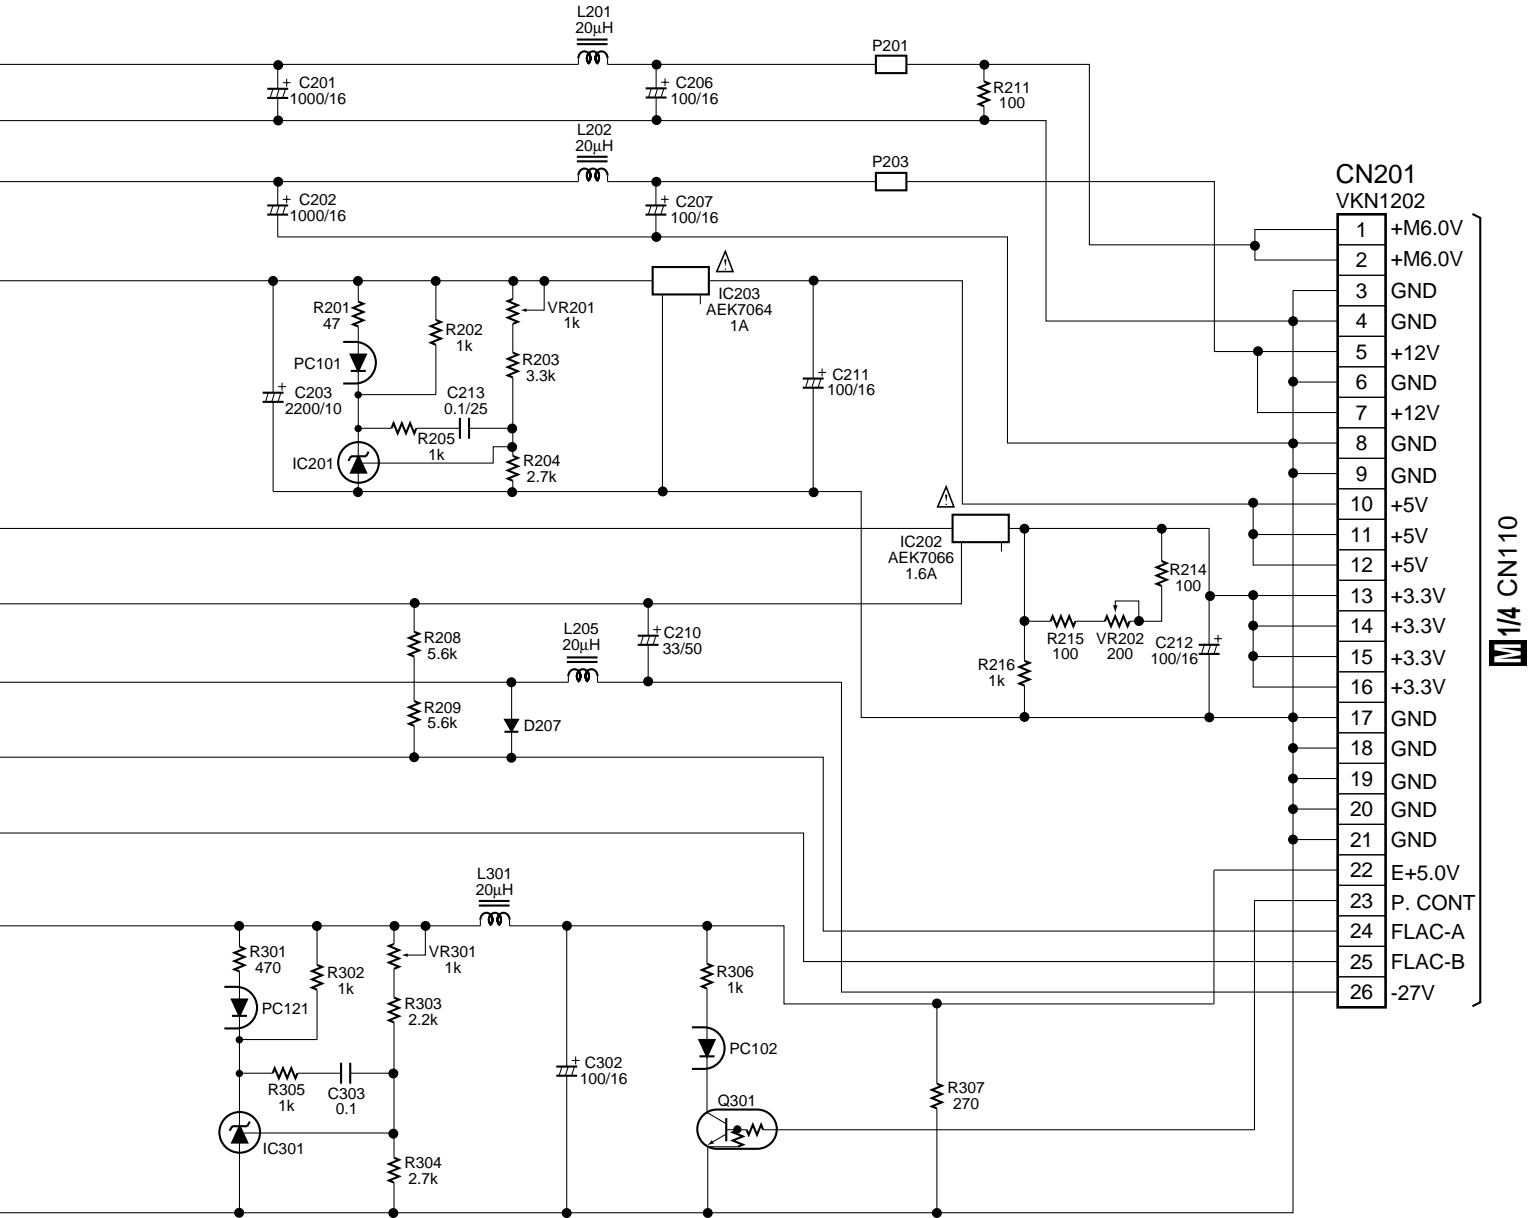 L201
20µH
P201
+ C201
1000/16
+ C206
100/16
R211
100
L202
20µH
P203
+ C202
1000/16
+ C207
100/16
CN201
VKN1202
1 +M6.0V
2 +M6.0V
3 GND
4 GND
5 +12V
6 GND
7 +12V
8 GND
9 GND
10 +5V
11 +5V
12 +5V
13 +3.3V
14 +3.3V
15 +3.3V
16 +3.3V
17 GND
18 GND
19 GND
20 GND
21 GND
22 E+5.0V
23 P. CONT
24 FLAC-A
25 FLAC-B
26 -27V
M 1/4 CN110
R201
47
R202
1k
VR201
1k
!
IC203
AEK7064
1A
PC101
R203
3.3k
+ C203
2200/10
C213
0.1/25
+ C211
100/16
R205
1k
IC201
R204
2.7k
!
IC202
AEK7066
1.6A
R214
100
R208
5.6k
L205
20µH
+ C210
33/50
R215
100
VR202
200
C212 +
100/16
R216
1k
R209
5.6k
D207
L301
20µH
R301
470
R302
1k
VR301
1k
R306
1k
PC121
R303
2.2k
PC102
R305
1k
C303
0.1
+ C302
100/16
R307
270
Q301
IC301
R304
2.7k